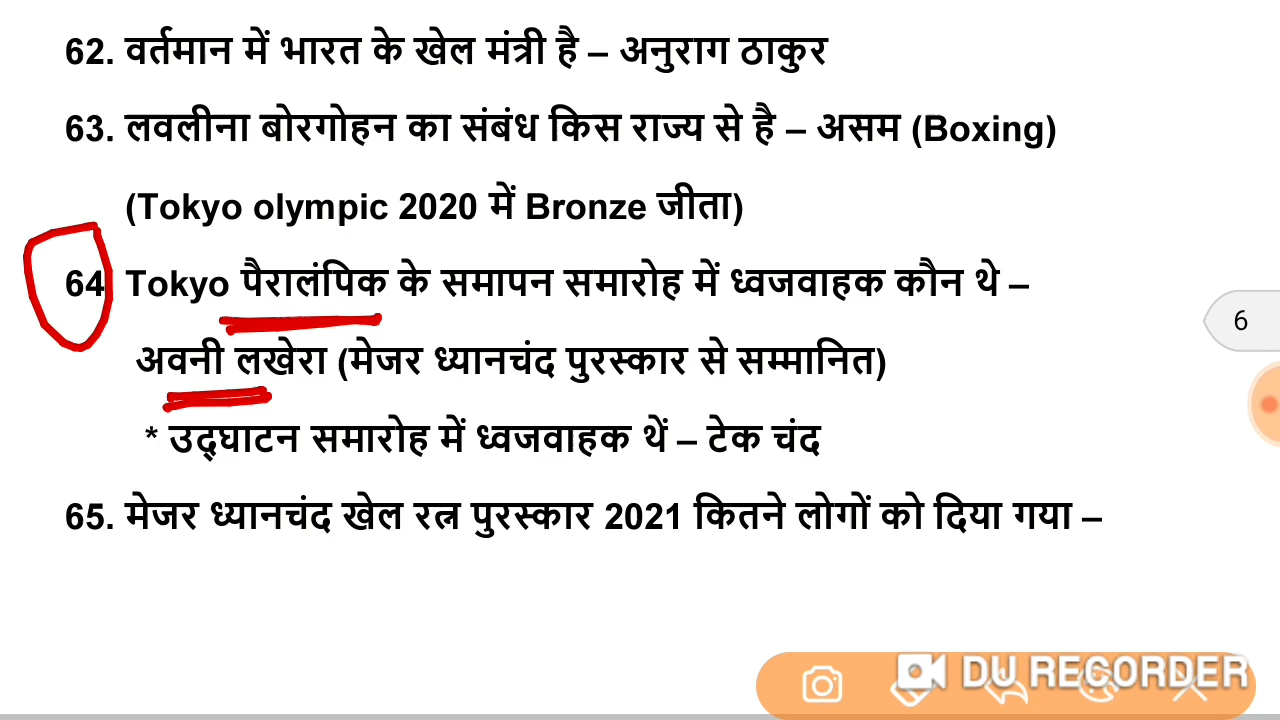 62. वर्तमान में भारत के खेल मंत्री है – अनुराग ठाकुर
63. लवलीना बोरगोहन का संबंध किस राज्य से है – असम (Boxing)
(Tokyo olympic 2020 में Bronze जीता)
64. Tokyo पैरालंपिक के समापन समारोह में ध्वजवाहक कौन थे –
अवनी लखेरा (मेजर ध्यानचंद पुरस्कार से सम्मानित)
* उद्घाटन समारोह में ध्वजवाहक थें – टेक चंद
65. मेजर ध्यानचंद खेल रत्न पुरस्कार 2021 कितने लोगों को दिया गया –
6
DU RECORDER